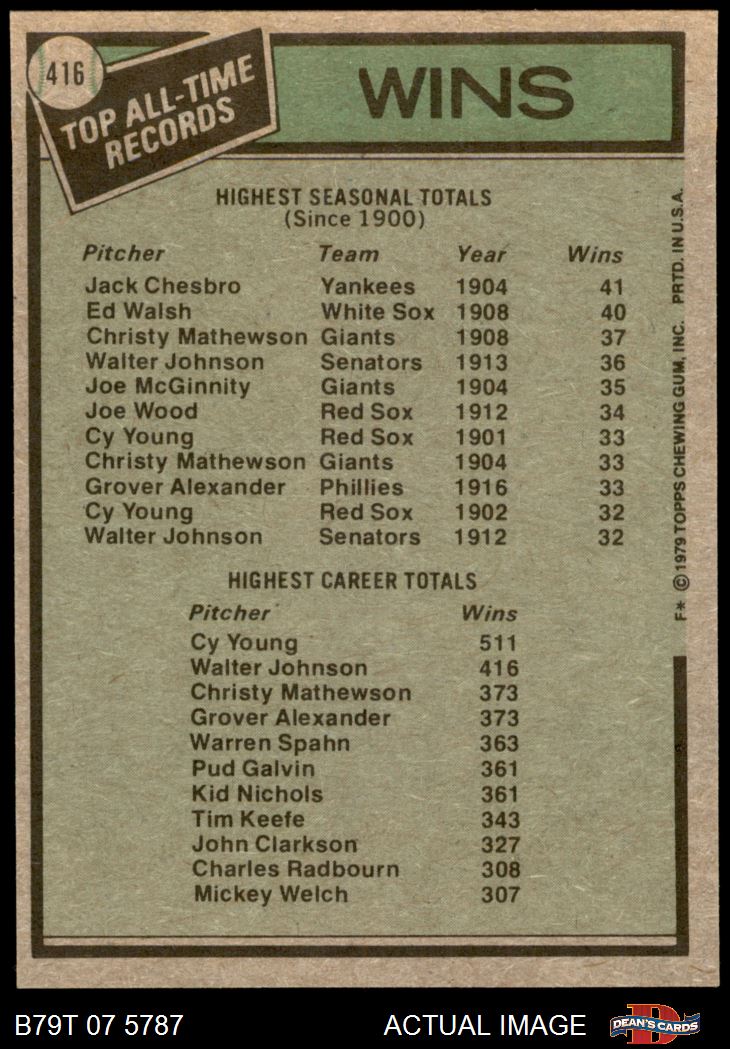 416
TOP ALL-TIME
RECORDS
WINS
HIGHEST SEASONAL TOTALS
(Since 1900)
Pitcher Team Year Wins
Jack Chesbro Yankees 1904 41
Ed Walsh White Sox 1908 40
Christy Mathewson Giants 1908 37
Walter Johnson Senators 1913 36
Joe McGinnity Giants 1904 35
Joe Wood Red Sox 1912 34
Cy Young Red Sox 1901 33
Christy Mathewson Giants 1904 33
Grover Alexander Phillies 1916 33
Cy Young Red Sox 1902 32
Walter Johnson Senators 1912 32
HIGHEST CAREER TOTALS
Pitcher Wins
Cy Young 511
Walter Johnson 416
Christy Mathewson 373
Grover Alexander 373
Warren Spahn 363
Pud Galvin 361
Kid Nichols 361
Tim Keefe 343
John Clarkson 327
Charles Radbourn 308
Mickey Welch 307
F* © 1979 TOPPS CHEWING GUM, INC. PRTD. IN U.S.A.
B79T 07 5787 ACTUAL IMAGE DEAN'S CARDS